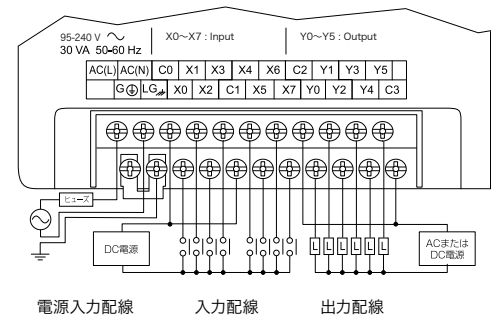 95-240 V ∿ X0~X7 : Input Y0~Y5 : Output
30 VA 50-60 Hz
AC(L) AC(N) C0 X1 X3 X4 X6 C2 Y1 Y3 Y5
G LG X0 X2 C1 X5 X7 Y0 Y2 Y4 C3
ヒューズ
DC電源
L L L L L L
ACまたは
DC電源
電源入力配線 入力配線 出力配線